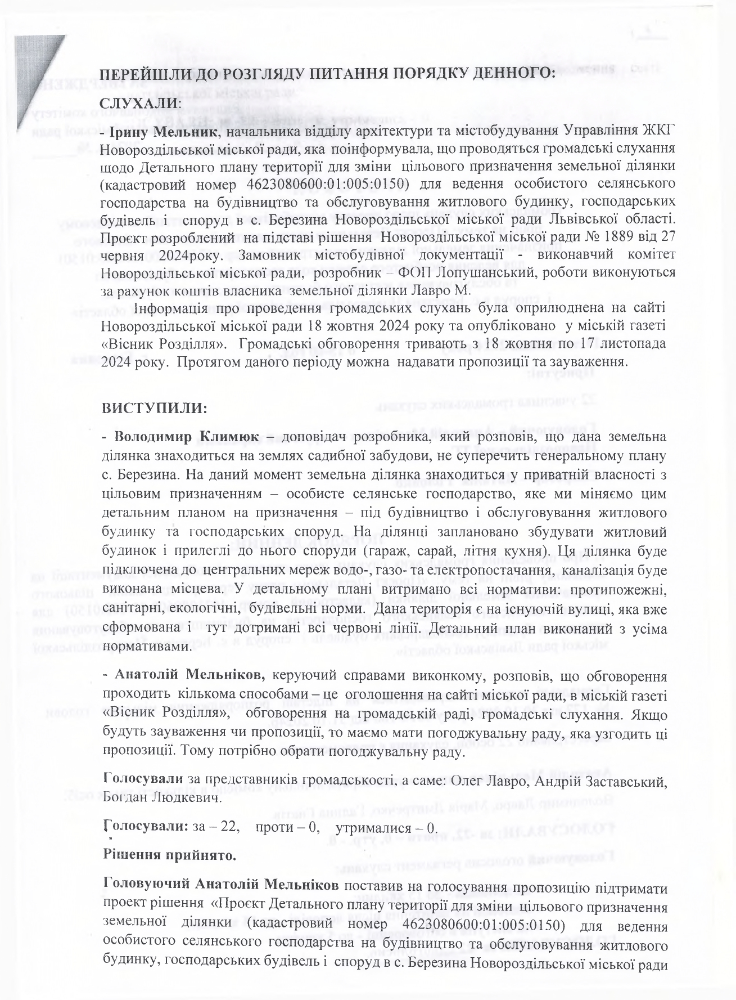 ПЕРЕЙШЛИ ДО РОЗГЛЯДУ ПИТАННЯ ПОРЯДКУ ДЕННОГО:
СЛУХАЛИ:
- Ірину Мельник, начальника відділу архітектури та містобудування Управління ЖКГ
Новороздільської міської ради, яка поінформувала, що проводяться громадські слухання
щодо Детального плану території для зміни цільового призначення земельної ділянки
(кадастровий номер 4623080600:01:005:0150) для ведення особистого селянського
господарства на будівництво та обслуговування житлового будинку, господарських
будівель і споруд в с. Березина Новороздільської міської ради Львівської області.
Проєкт розроблений на підставі рішення Новороздільської міської ради № 1889 від 27
червня 2024року. Замовник містобудівної документації - виконавчий комітет
Новороздільської міської ради, розробник – ФОП Лопушанський, роботи виконуються
за рахунок коштів власника земельної ділянки Лавро М.
Інформація про проведення громадських слухань була оприлюднена на сайті
Новороздільської міської ради 18 жовтня 2024 року та опубліковано у міській газеті
«Вісник Розділля». Громадські обговорення тривають з 18 жовтня по 17 листопада
2024 року. Протягом даного періоду можна надавати пропозиції та зауваження.
ВИСТУПИЛИ:
- Володимир Климюк – доповідач розробника, який розповів, що дана земельна
ділянка знаходиться на землях садибної забудови, не суперечить генеральному плану
с. Березина. На даний момент земельна ділянка знаходиться у приватній власності з
цільовим призначенням – особисте селянське господарство, яке ми міняємо цим
детальним планом на призначення – під будівництво і обслуговування житлового
будинку та господарських споруд. На ділянці заплановано збудувати житловий
будинок і прилеглі до нього споруди (гараж, сарай, літня кухня). Ця ділянка буде
підключена до центральних мереж водо-, газо- та електропостачання, каналізація буде
виконана місцева. У детальному плані витримано всі нормативи: протипожежні,
санітарні, екологічні, будівельні норми. Дана територія є на існуючій вулиці, яка вже
сформована і тут дотримані всі червоні лінії. Детальний план виконаний з усіма
нормативами.
- Анатолій Мельніков, керуючий справами виконкому, розповів, що обговорення
проходить кількома способами – це оголошення на сайті міської ради, в міській газеті
«Вісник Розділля», обговорення на громадській раді, громадські слухання. Якщо
будуть зауваження чи пропозиції, то маємо мати погоджувальну раду, яка узгодить ці
пропозиції. Тому потрібно обрати погоджувальну раду.
Голосували за представників громадськості, а саме: Олег Лавро, Андрій Заставський,
Богдан Людкевич.
Голосували: за – 22, проти – 0, утрималися – 0.
Рішення прийнято.
Головуючий Анатолій Мельніков поставив на голосування пропозицію підтримати
проект рішення «Проєкт Детального плану території для зміни цільового призначення
земельної ділянки (кадастровий номер 4623080600:01:005:0150) для ведення
особистого селянського господарства на будівництво та обслуговування житлового
будинку, господарських будівель і споруд в с. Березина Новороздільської міської ради